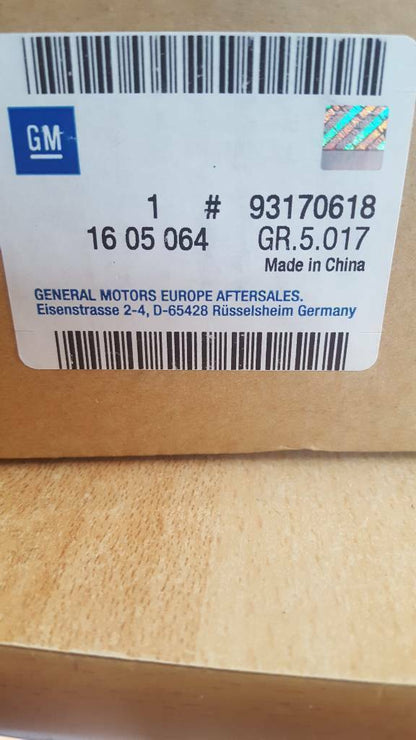 GM
1 # 93170618
16 05 064 GR.5.017
Made in China
GENERAL MOTORS EUROPE AFTERSALES.
Eisenstrasse 2-4, D-65428 Rüsselsheim Germany